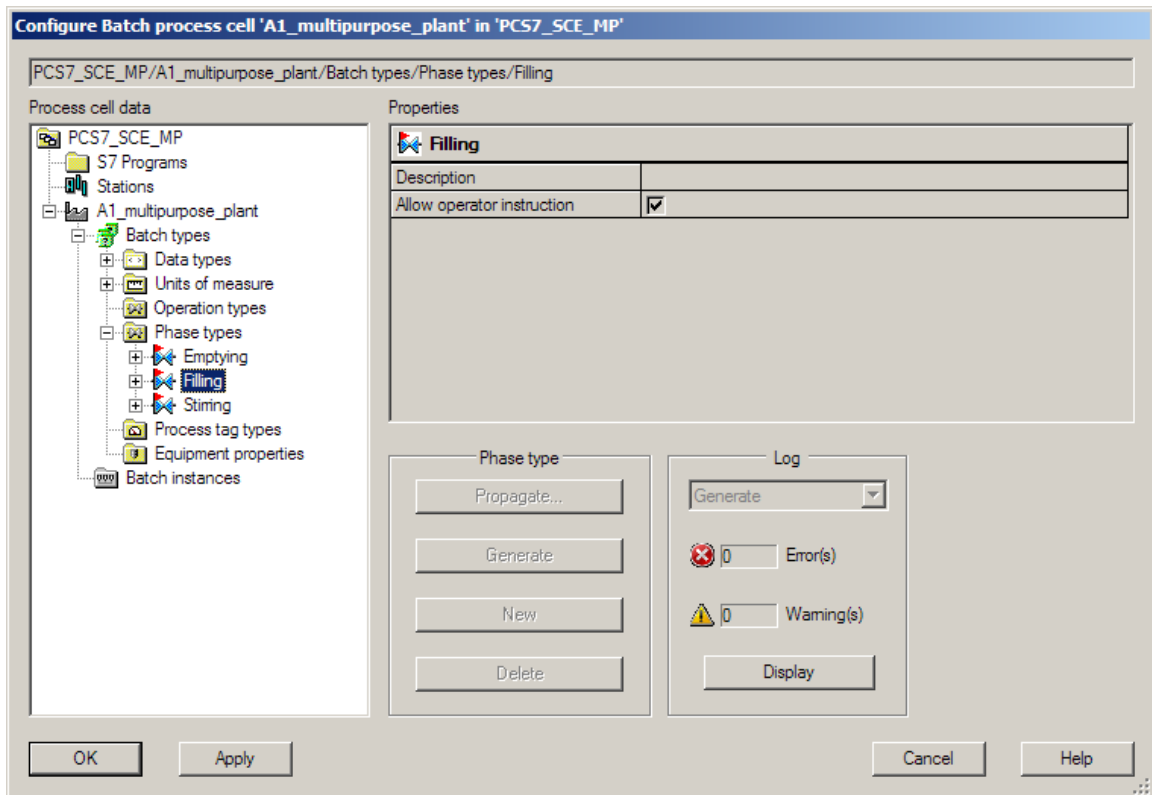 Configure Batch process cell 'A1_multipurpose_plant' in 'PCS7_SCE_MP'
PCS7_SCE_MP/A1_multipurpose_plant/Batch types/Phase types/Filling
Process cell data
PCS7_SCE_MP
S7 Programs
Stations
A1_multipurpose_plant
Batch types
Data types
Units of measure
Operation types
Phase types
Emptying
Filling
Stirring
Process tag types
Equipment properties
Batch instances
Properties
Filling
Description
Allow operator instruction
Phase type
Propagate...
Generate
New
Delete
Log
Generate
0 Error(s)
0 Warning(s)
Display
OK
Apply
Cancel
Help